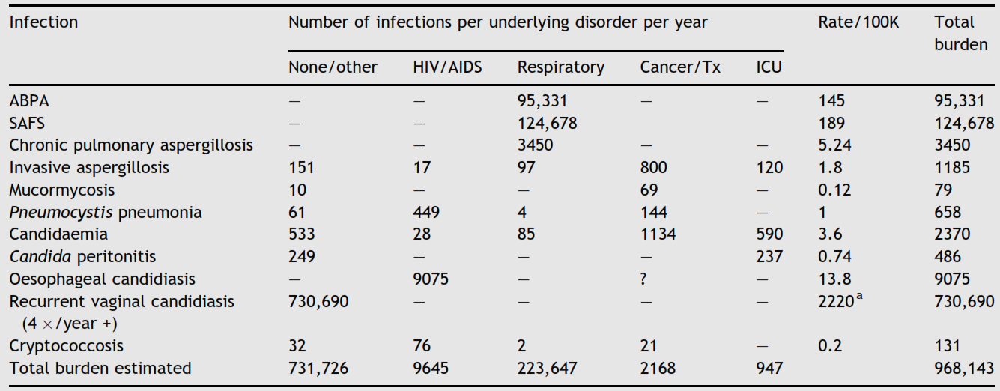 Infection Number of infections per underlying disorder per year Rate/100K Total burden
None/other HIV/AIDS Respiratory Cancer/Tx ICU
ABPA — — 95,331 — — 145 95,331
SAFS — — 124,678 — — 189 124,678
Chronic pulmonary aspergillosis — — 3450 — — 5.24 3450
Invasive aspergillosis 151 17 97 800 120 1.8 1185
Mucormycosis 10 — — 69 — 0.12 79
Pneumocystis pneumonia 61 449 4 144 — 1 658
Candidaemia 533 28 85 1134 590 3.6 2370
Candida peritonitis 249 — — — 237 0.74 486
Oesophageal candidiasis — 9075 — ? — 13.8 9075
Recurrent vaginal candidiasis 730,690 — — — — 2220a 730,690
(4 ×/year +)
Cryptococcosis 32 76 2 21 — 0.2 131
Total burden estimated 731,726 9645 223,647 2168 947 968,143